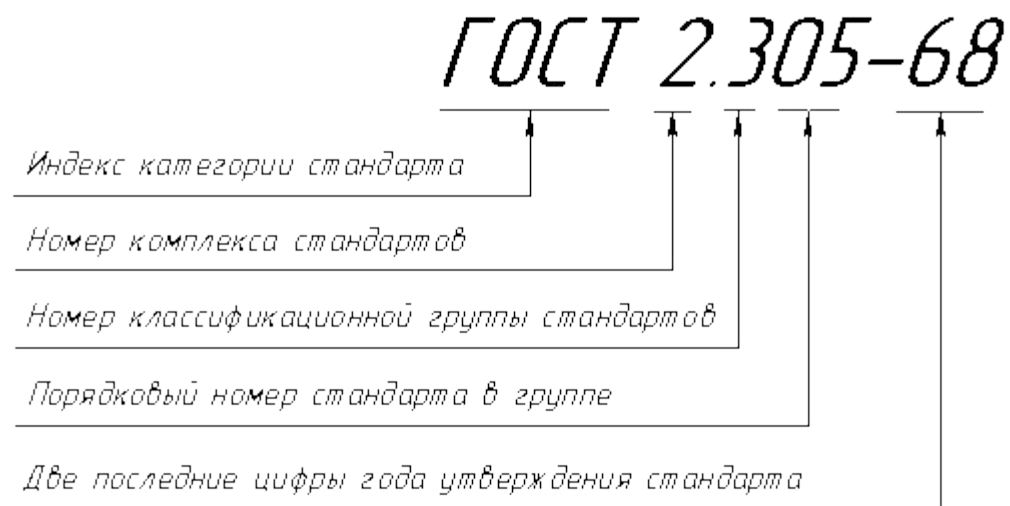 ГОСТ 2.305-68
Индекс категории стандарта
Номер комплекса стандартов
Номер классификационной группы стандартов
Порядковый номер стандарта в группе
Две последние цифры года утверждения стандарта